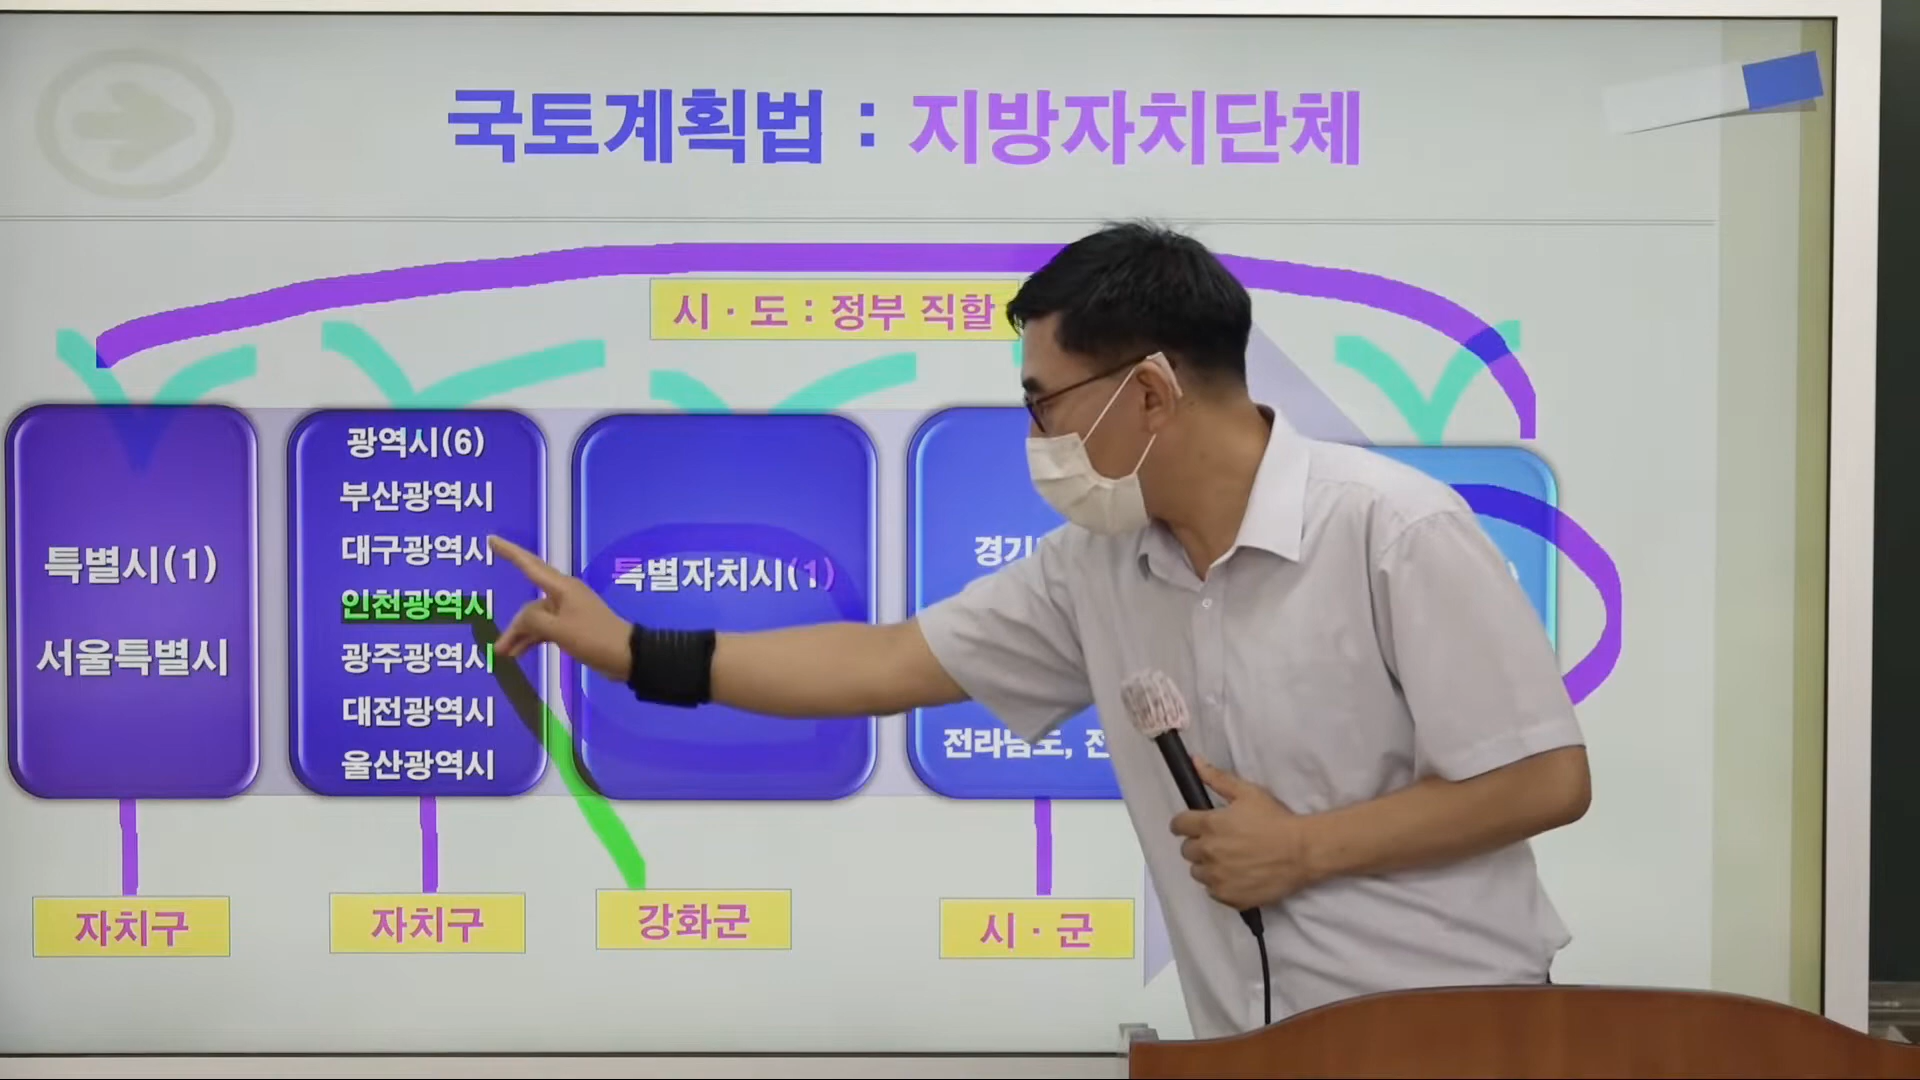 국토계획법 : 지방자치단체
시 · 도 : 정부 직할
특별시(1)
서울특별시
광역시(6)
부산광역시
대구광역시
인천광역시
광주광역시
대전광역시
울산광역시
특별자치시(1)
경기
전라남도,
자치구
자치구
강화군
시 · 군